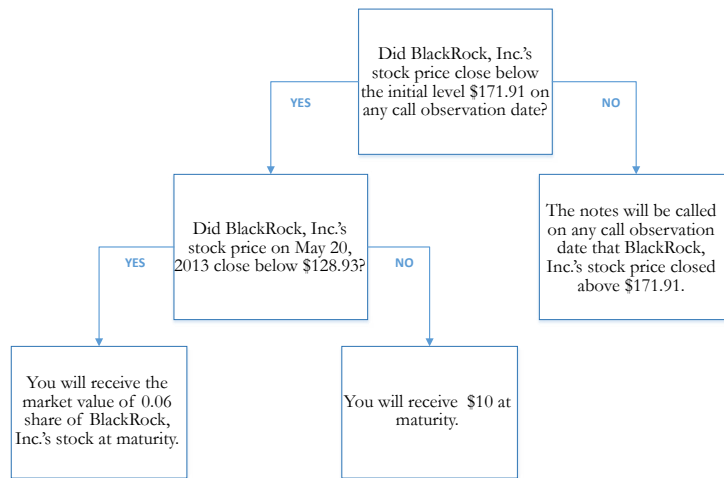 Did BlackRock, Inc.'s
stock price close below
the initial level $171.91 on
any call observation date?
YES
NO
Did BlackRock, Inc.'s
stock price on May 20,
2013 close below $128.93?
The notes will be called
on any call observation
date that BlackRock,
Inc.'s stock price closed
above $171.91.
YES
NO
You will receive the
market value of 0.06
share of BlackRock,
Inc.'s stock at maturity.
You will receive $10 at
maturity.